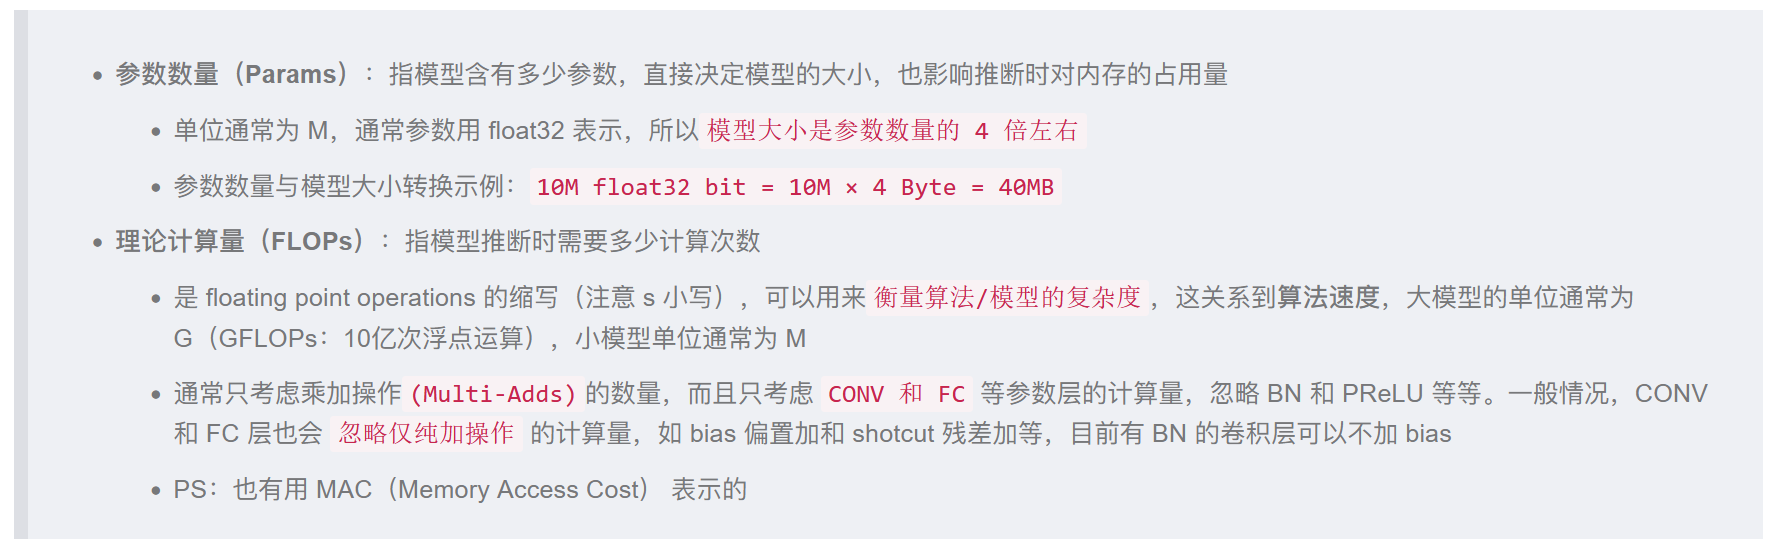 参数数量（Params）：指模型含有多少参数，直接决定模型的大小，也影响推断时对内存的占用量
单位通常为 M，通常参数用 float32 表示，所以 模型大小是参数数量的 4 倍左右
参数数量与模型大小转换示例：10M float32 bit = 10M × 4 Byte = 40MB
理论计算量（FLOPs）：指模型推断时需要多少计算次数
是 floating point operations 的缩写（注意 s 小写），可以用来 衡量算法/模型的复杂度，这关系到算法速度，大模型的单位通常为
G（GFLOPs：10亿次浮点运算），小模型单位通常为 M
通常只考虑乘加操作(Multi-Adds)的数量，而且只考虑 CONV 和 FC 等参数层的计算量，忽略 BN 和 PReLU 等等。一般情况，CONV
和 FC 层也会 忽略仅纯加操作 的计算量，如 bias 偏置加和 shotcut 残差加等，目前有 BN 的卷积层可以不加 bias
PS：也有用 MAC（Memory Access Cost） 表示的